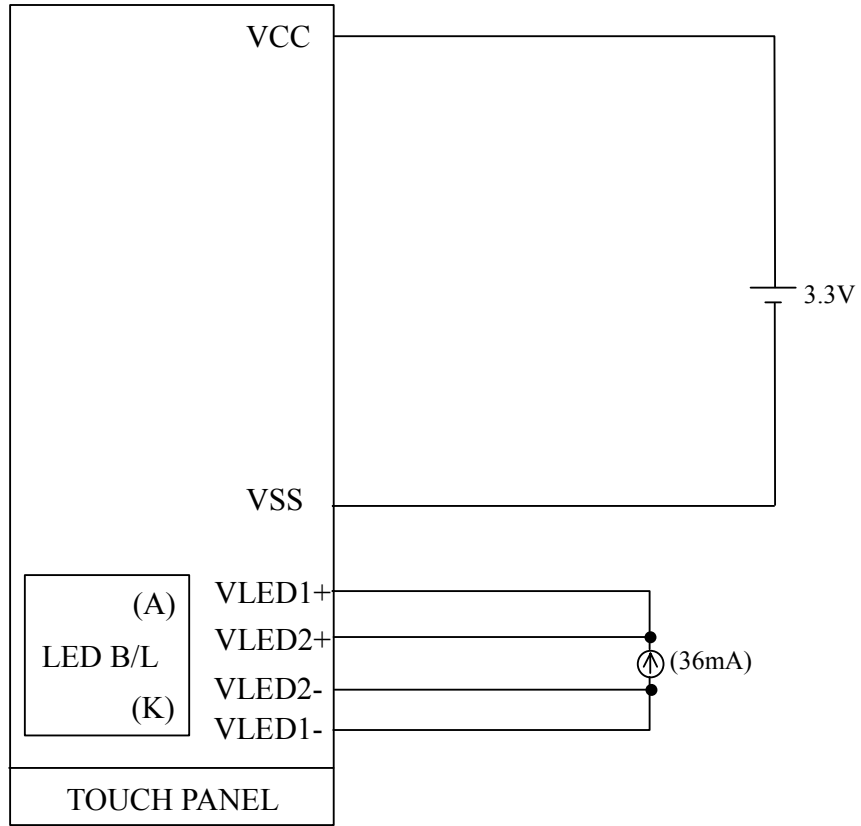 VCC
3.3V
VSS
VLED1+
(A)
VLED2+
LED B/L
(36mA)
VLED2-
(K)
VLED1-
TOUCH PANEL